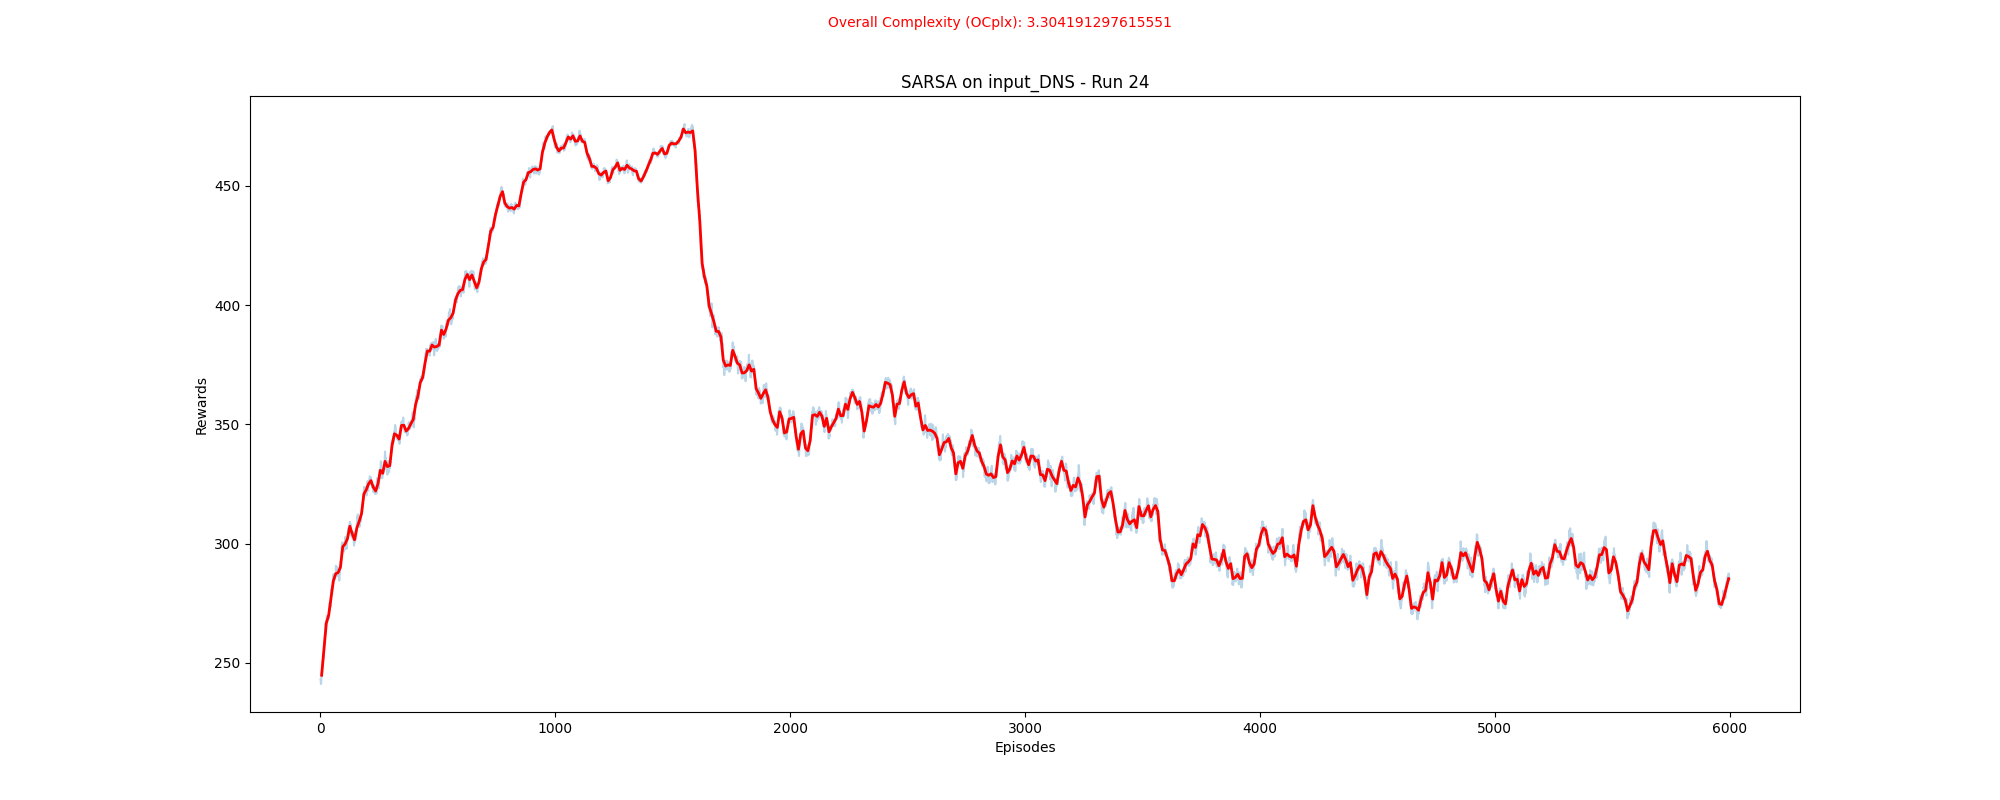 Overall Complexity (OCplx): 3.304191297615551
SARSA on input_DNS - Run 24
450
400
350
300
250
Rewards
0 1000 2000 3000 4000 5000 6000
Episodes